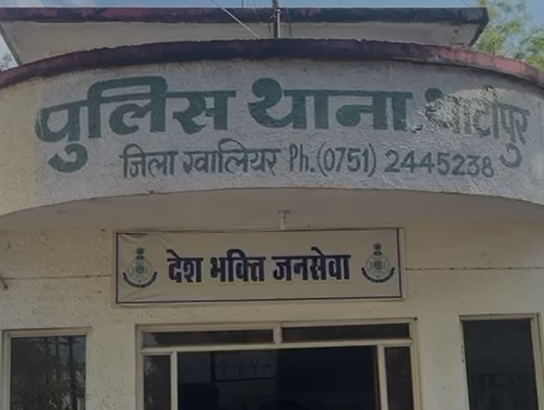 पुलिस थाना थाटीपुर
जिला ग्वालियर Ph.(0751) 2445238
देश भक्ति जनसेवा